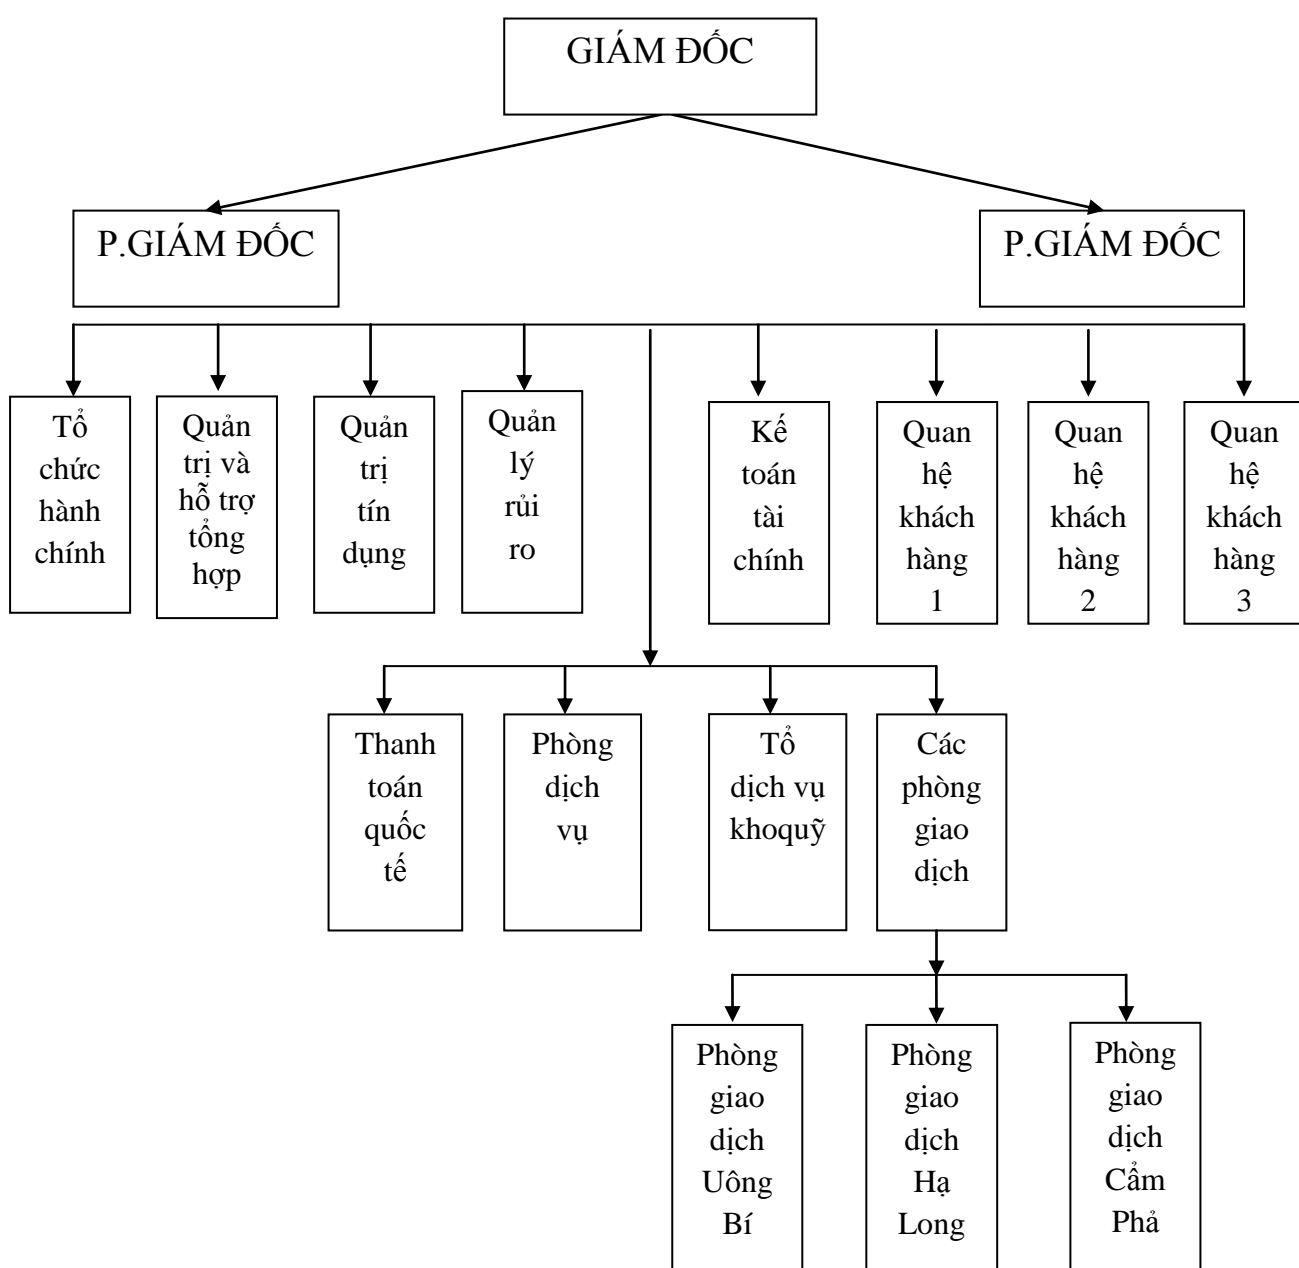 GIÁM ĐỐC
P.GIÁM ĐỐC
P.GIÁM ĐỐC
Tổ
chức
hành
chính
Quản
trị và
hỗ trợ
tổng
hợp
Quản
trị
tín
dụng
Quản
lý
rủi
ro
Kế
toán
tài
chính
Quan
hệ
khách
hàng
1
Quan
hệ
khách
hàng
2
Quan
hệ
khách
hàng
3
Thanh
toán
quốc
tế
Phòng
dịch
vụ
Tổ
dịch vụ
khoquỹ
Các
phòng
giao
dịch
Phòng
giao
dịch
Uông
Bí
Phòng
giao
dịch
Hạ
Long
Phòng
giao
dịch
Cẩm
Phả